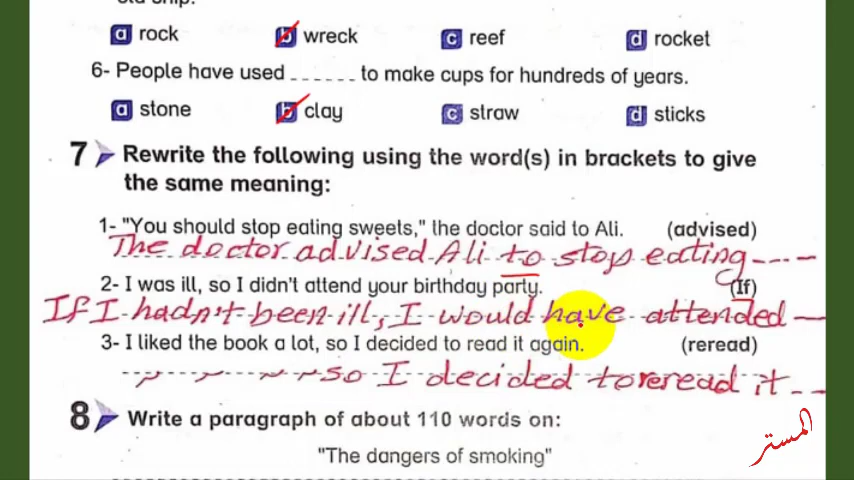 old ship.
a rock b wreck c reef d rocket
6- People have used ______ to make cups for hundreds of years.
a stone b clay c straw d sticks
7 Rewrite the following using the word(s) in brackets to give
the same meaning:
1- "You should stop eating sweets," the doctor said to Ali. (advised)
The doctor advised Ali to stop eating ----
2- I was ill, so I didn't attend your birthday party. (If)
If I hadn't been ill, I would have attended —
3- I liked the book a lot, so I decided to read it again. (reread)
so I decided to reread it ---
8 Write a paragraph of about 110 words on:
"The dangers of smoking"
المستر